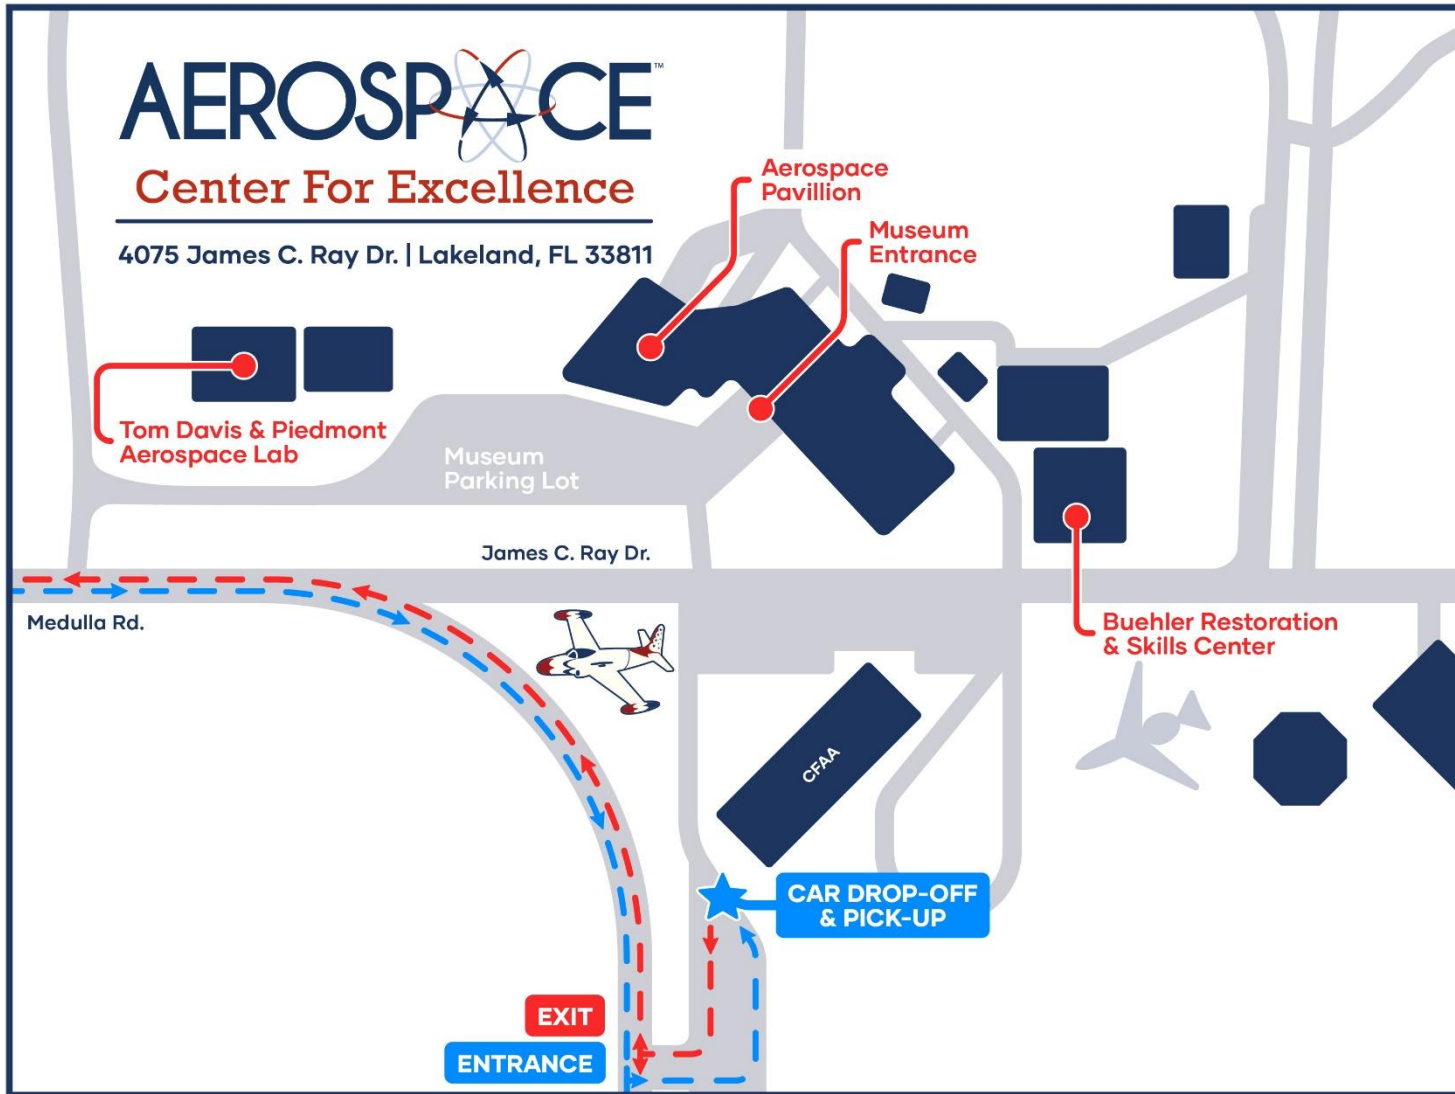 AEROSPACE™
Center For Excellence
4075 James C. Ray Dr. | Lakeland, FL 33811
Aerospace
Pavillion
Museum
Entrance
Tom Davis & Piedmont
Aerospace Lab
Museum
Parking Lot
James C. Ray Dr.
Medulla Rd.
Buehler Restoration
& Skills Center
CFAA
CAR DROP-OFF
& PICK-UP
EXIT
ENTRANCE